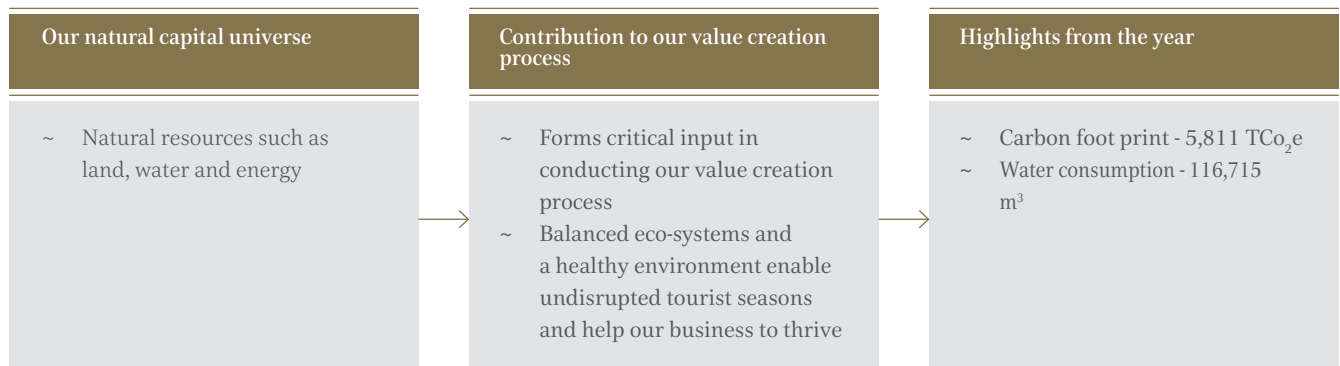 Our natural capital universe
~ Natural resources such as
land, water and energy
Contribution to our value creation
process
~ Forms critical input in
conducting our value creation
process
~ Balanced eco-systems and
a healthy environment enable
undisrupted tourist seasons
and help our business to thrive
Highlights from the year
~ Carbon foot print - 5,811 TCo₂e
~ Water consumption - 116,715
m³